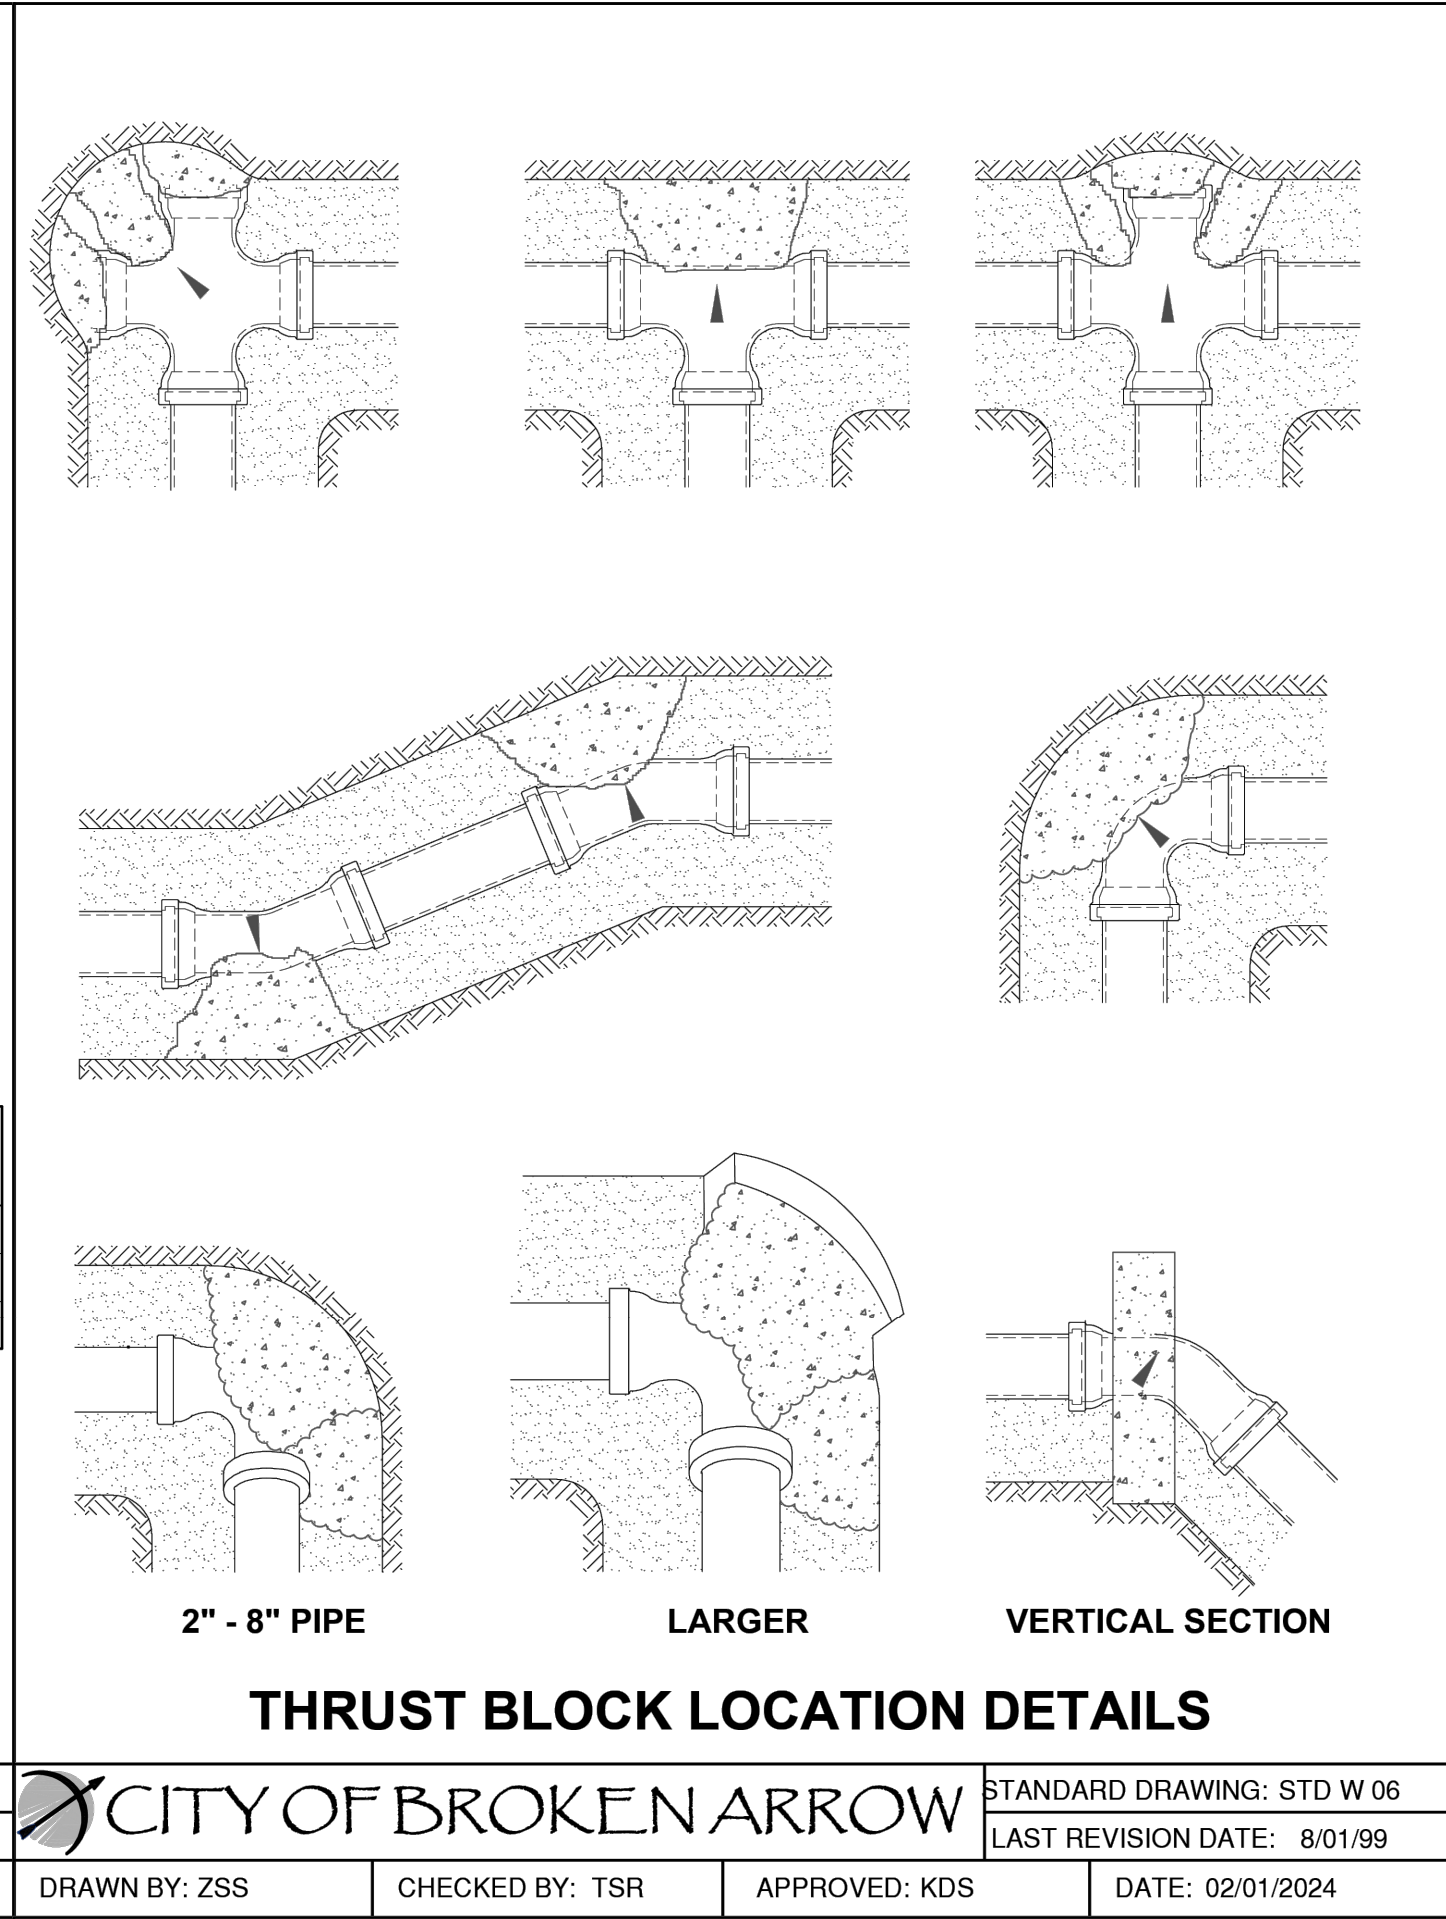 2" - 8" PIPE
LARGER
VERTICAL SECTION
THRUST BLOCK LOCATION DETAILS
CITY OF BROKEN ARROW
STANDARD DRAWING: STD W 06
LAST REVISION DATE: 8/01/99
DRAWN BY: ZSS
CHECKED BY: TSR
APPROVED: KDS
DATE: 02/01/2024